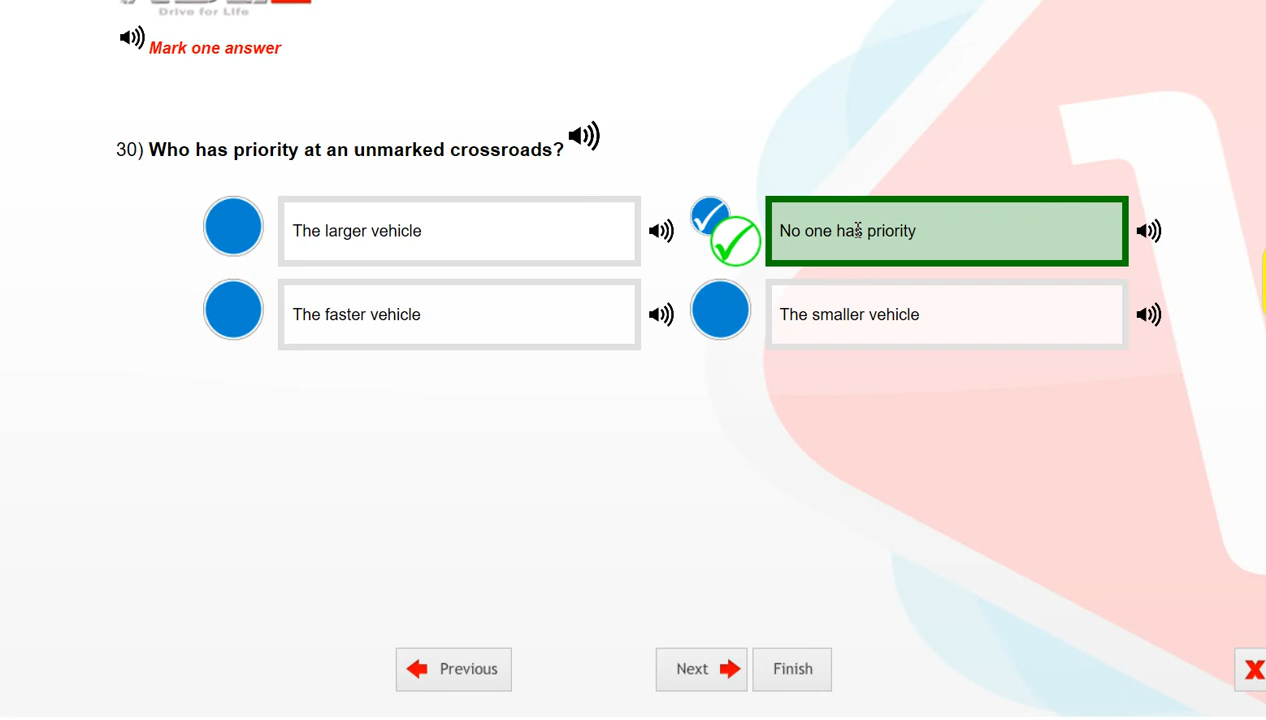 Drive for Life
Mark one answer
30) Who has priority at an unmarked crossroads?
The larger vehicle
No one has priority
The faster vehicle
The smaller vehicle
Previous
Next
Finish
X